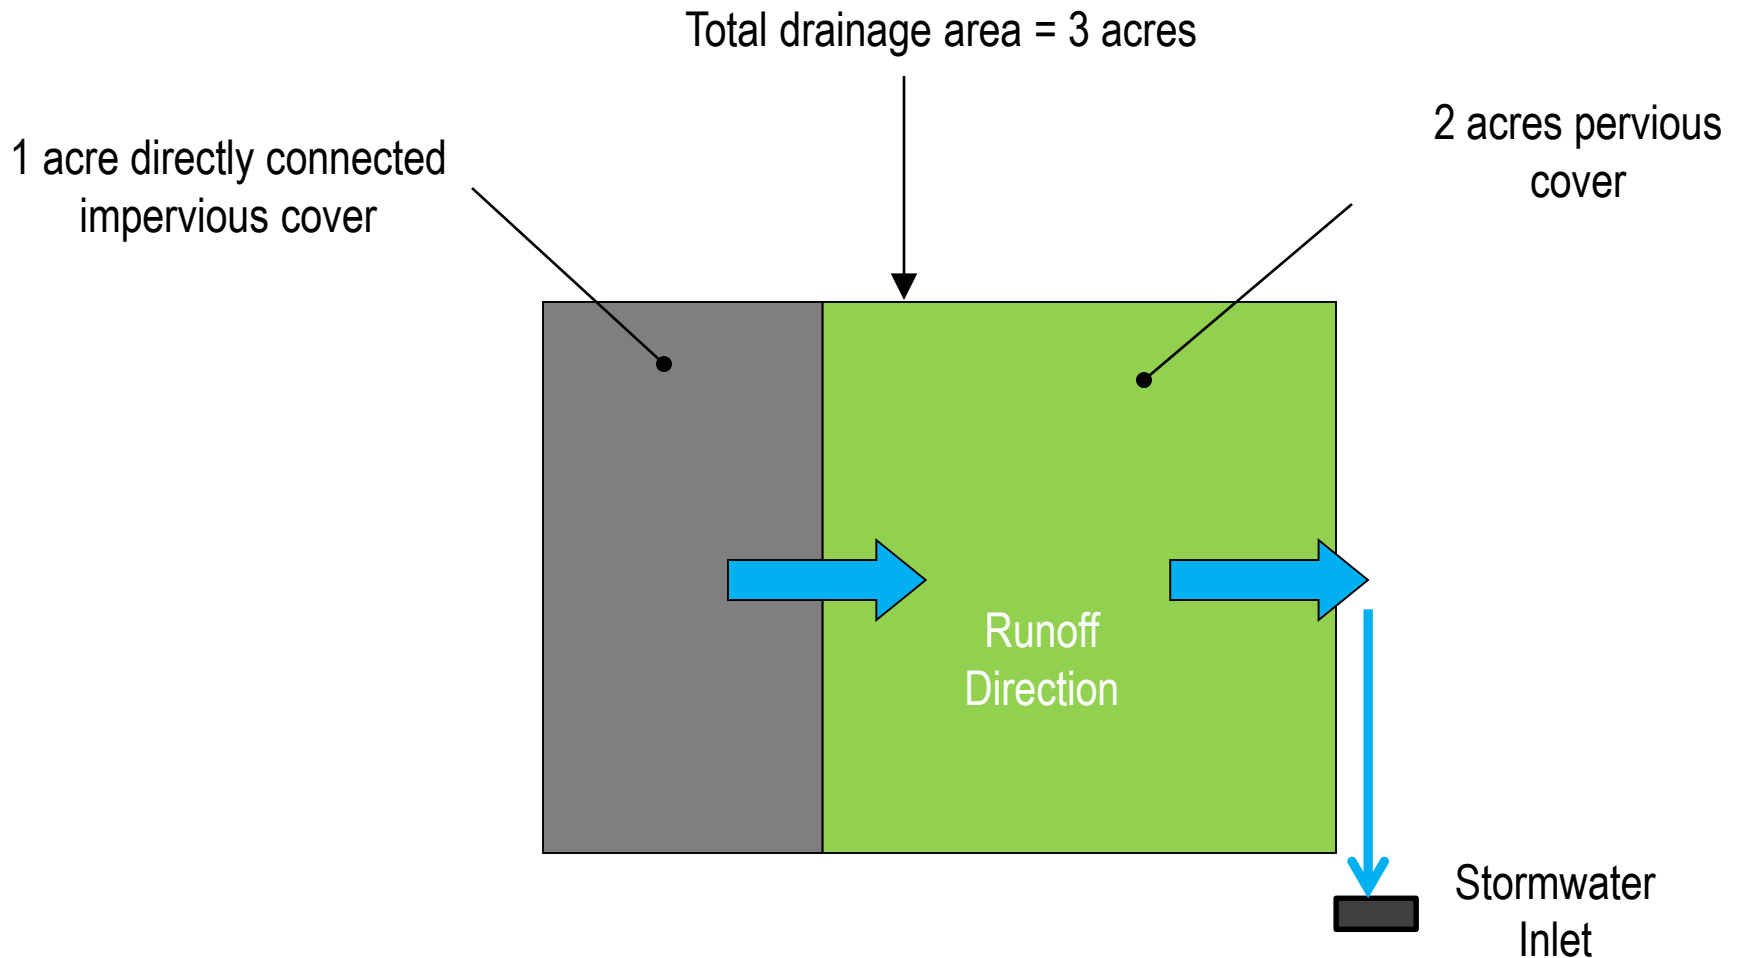 Total drainage area = 3 acres
1 acre directly connected
impervious cover
2 acres pervious
cover
Runoff
Direction
Stormwater
Inlet